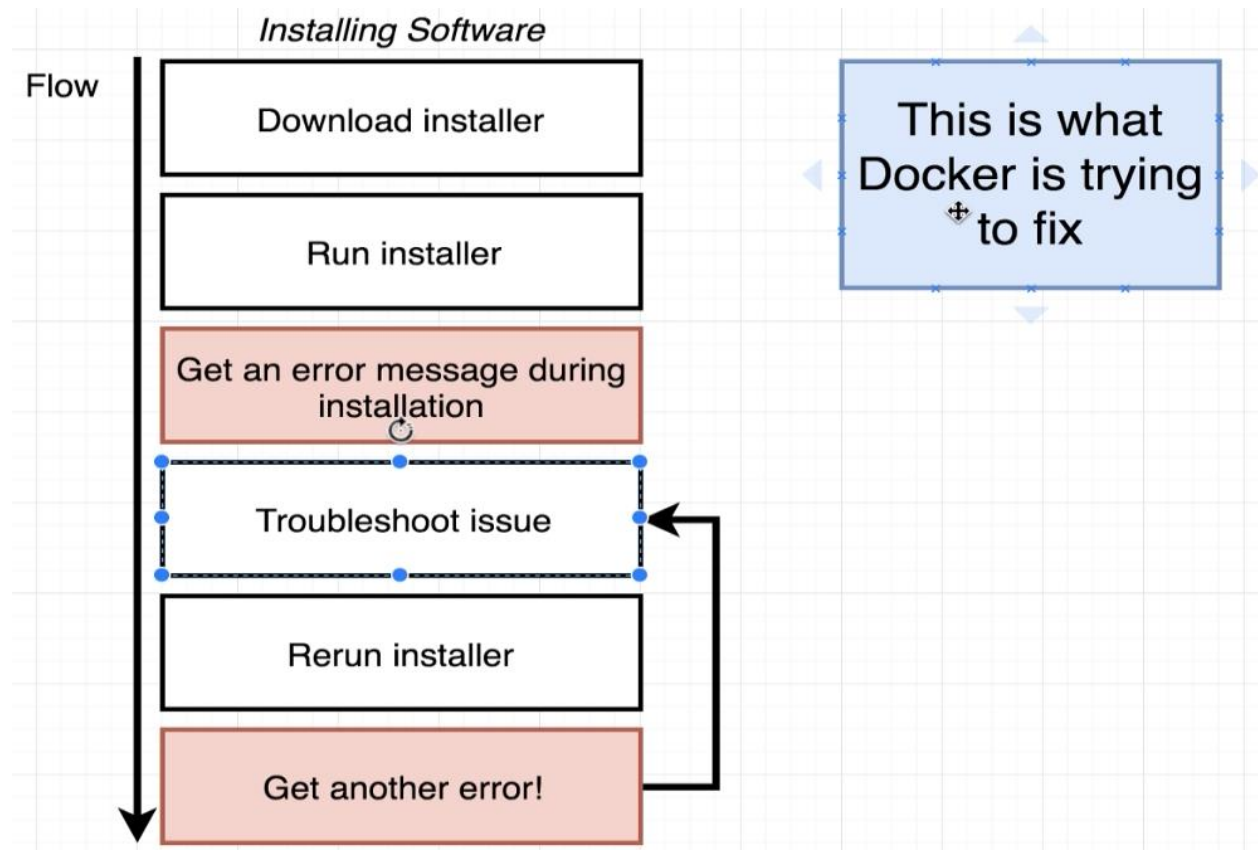 Installing Software
Flow
Download installer
Run installer
Get an error message during
installation
Troubleshoot issue
Rerun installer
Get another error!
This is what
Docker is trying
to fix